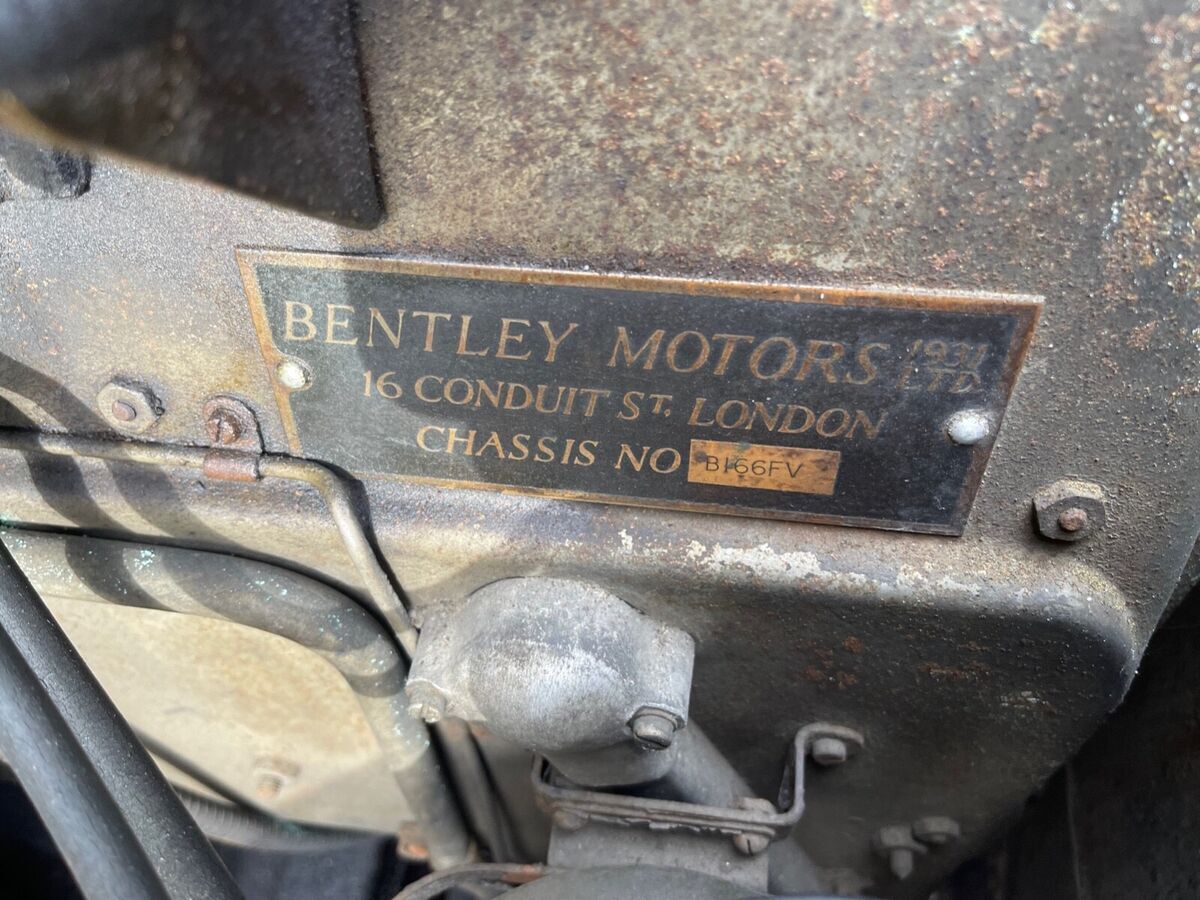 BENTLEY MOTORS 1931 LTD
16 CONDUIT ST. LONDON
CHASSIS NO B166FV